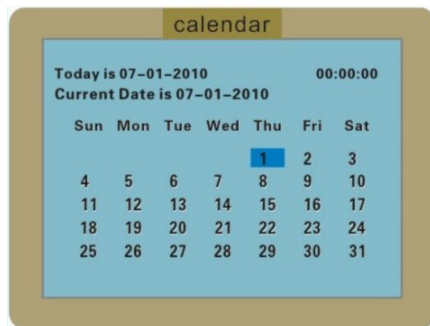 calendar
Today is 07-01-2010 00:00:00
Current Date is 07-01-2010
Sun Mon Tue Wed Thu Fri Sat
1 2 3
4 5 6 7 8 9 10
11 12 13 14 15 16 17
18 19 20 21 22 23 24
25 26 27 28 29 30 31